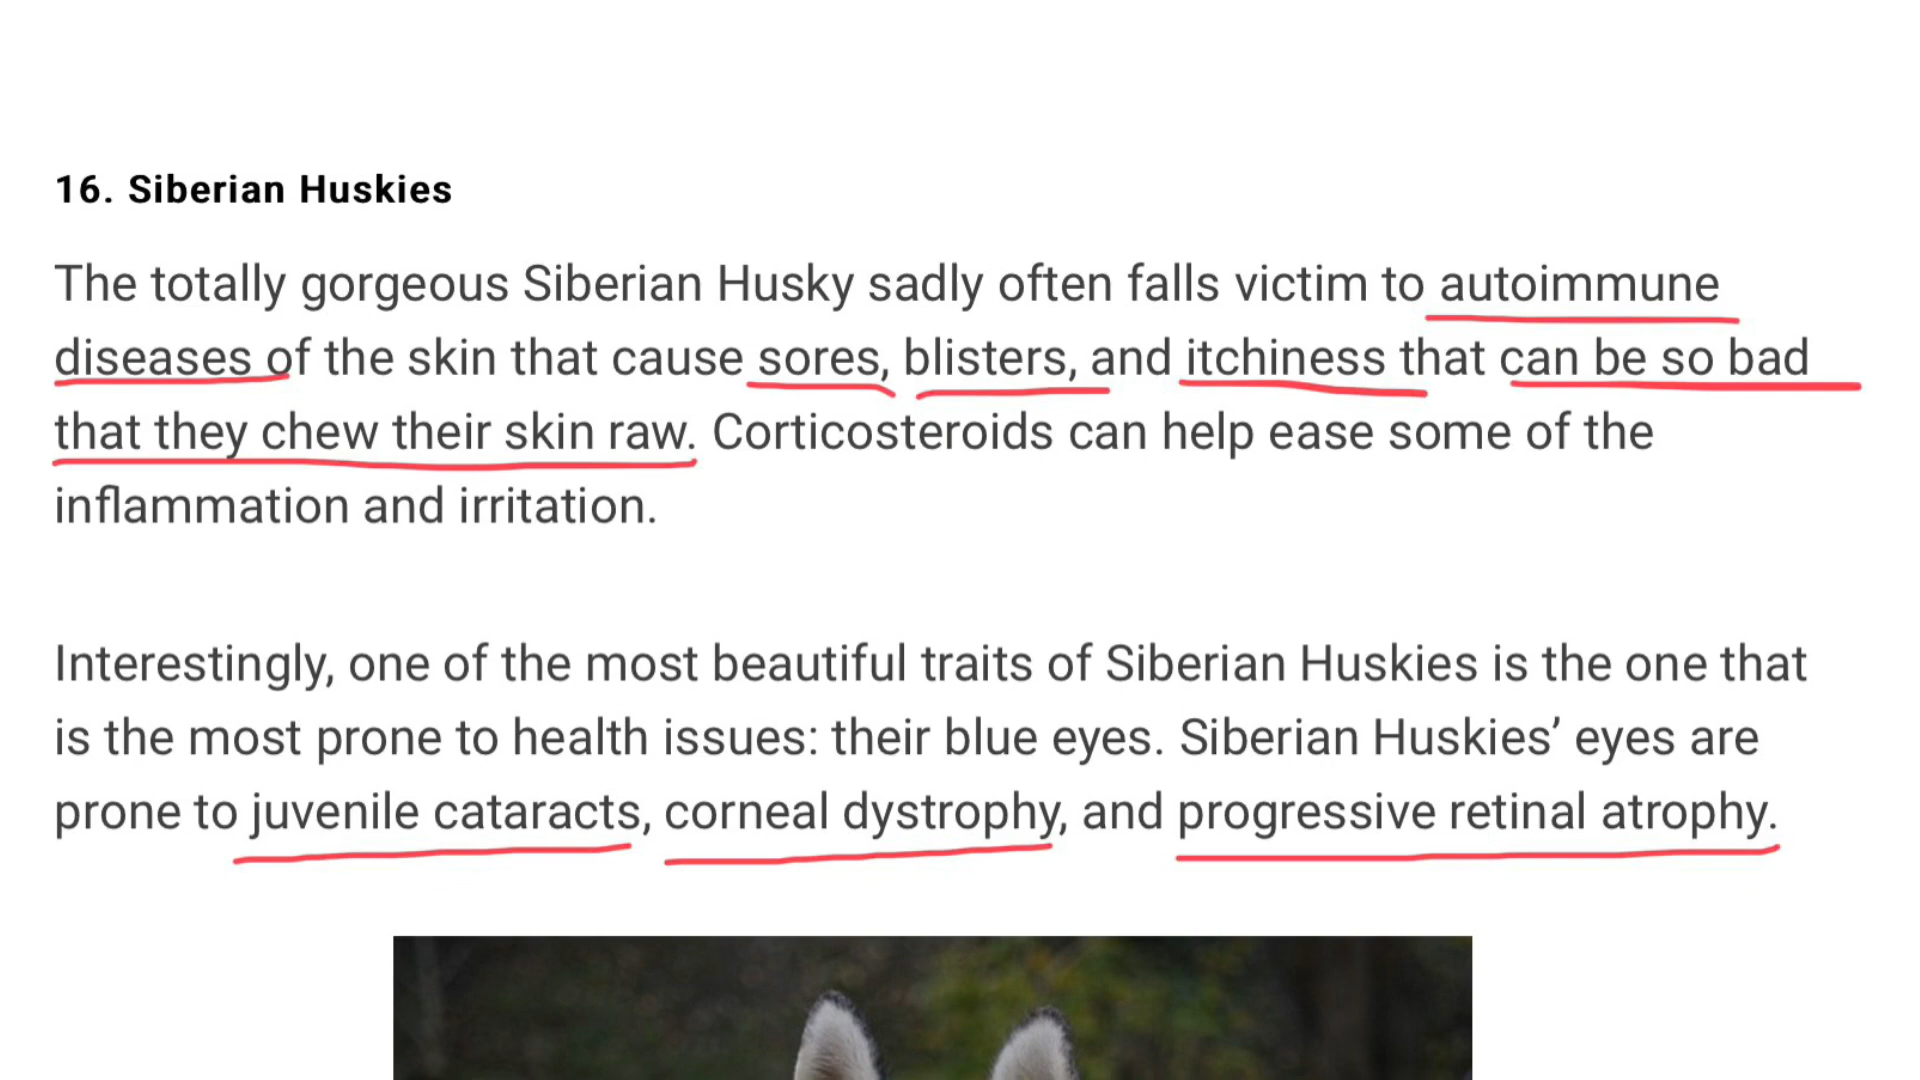 16. Siberian Huskies
The totally gorgeous Siberian Husky sadly often falls victim to autoimmune
diseases of the skin that cause sores, blisters, and itchiness that can be so bad
that they chew their skin raw. Corticosteroids can help ease some of the
inflammation and irritation.
Interestingly, one of the most beautiful traits of Siberian Huskies is the one that
is the most prone to health issues: their blue eyes. Siberian Huskies’ eyes are
prone to juvenile cataracts, corneal dystrophy, and progressive retinal atrophy.